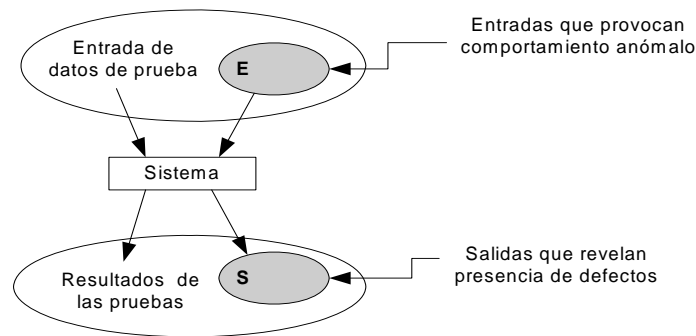 Entradas que provocan
comportamiento anómalo
Entrada de
datos de prueba
E
Sistema
Salidas que revelan
presencia de defectos
Resultados de
las pruebas
S